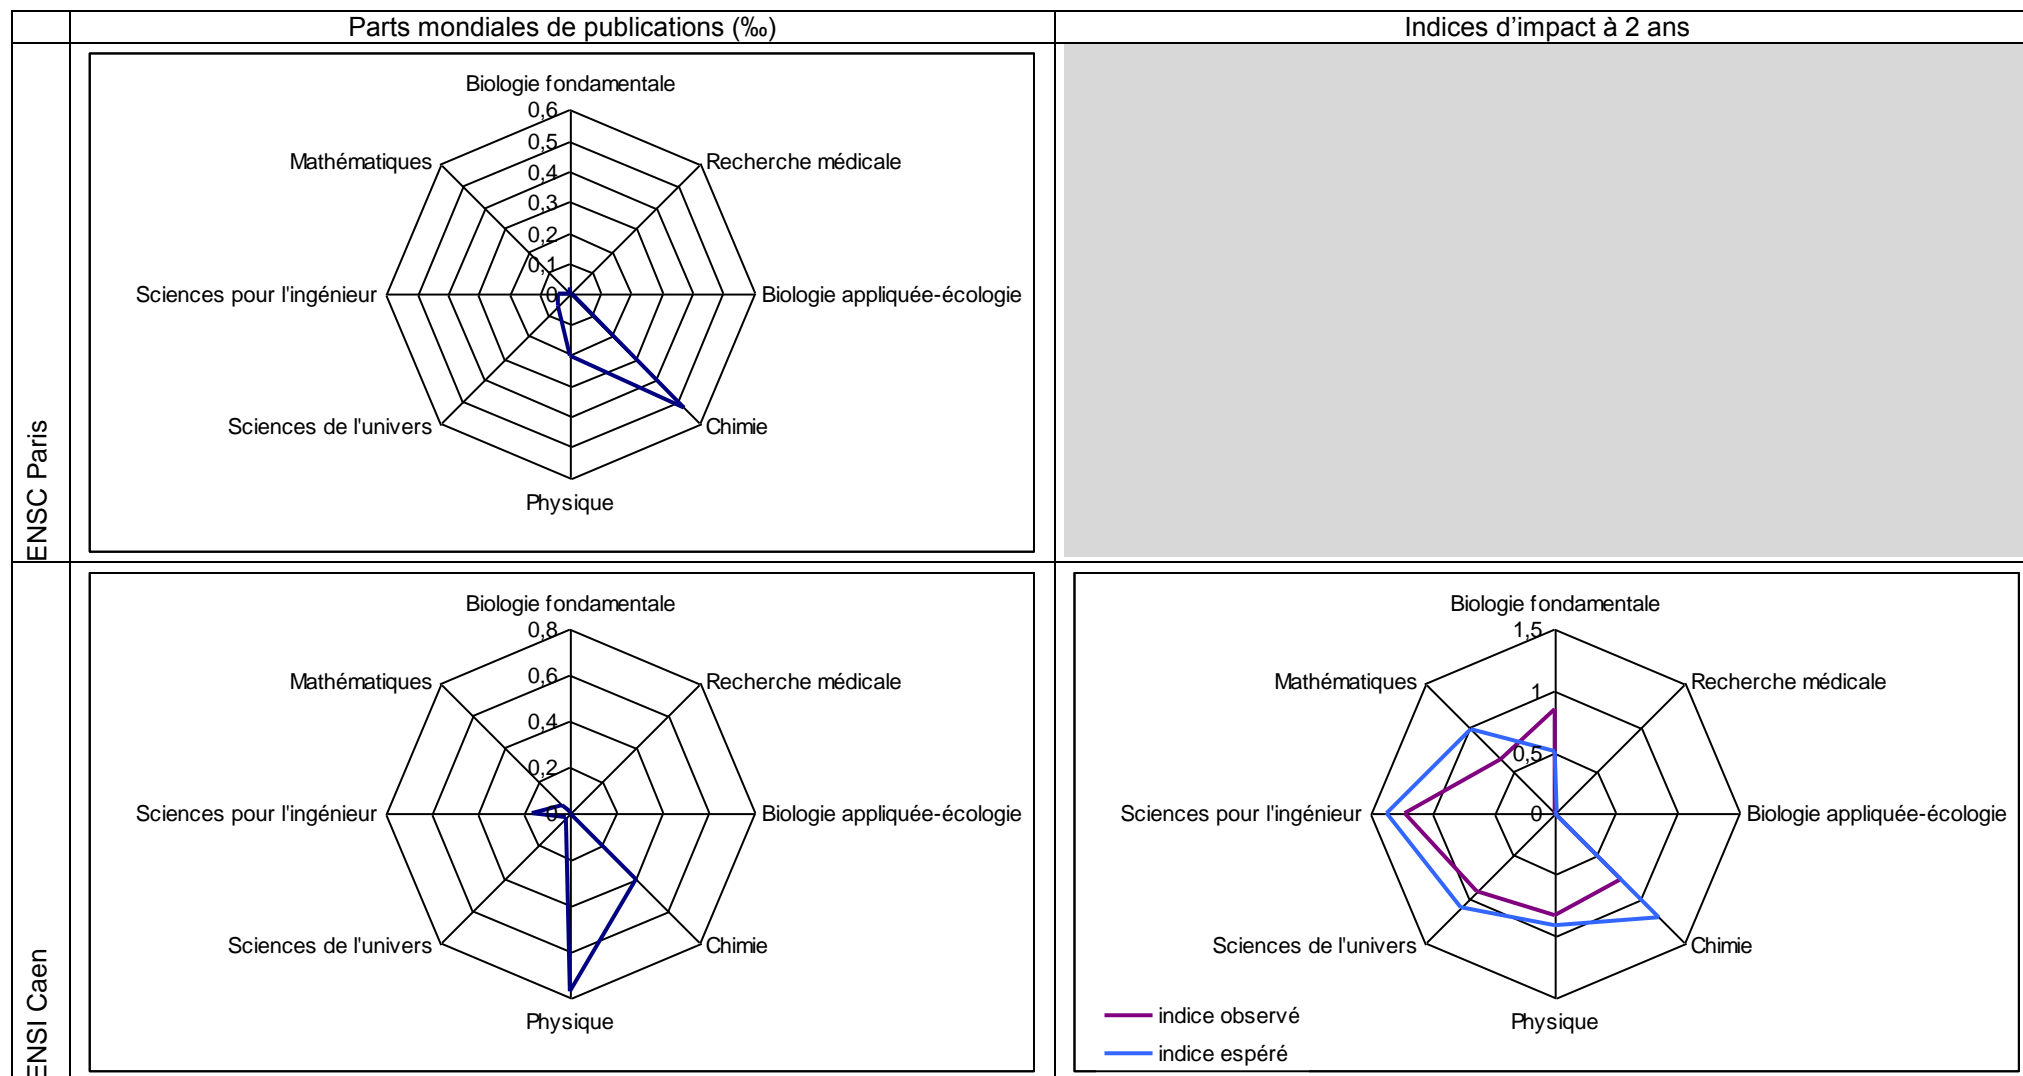 Parts mondiales de publications (‰)
Indices d'impact à 2 ans
ENSC Paris
Biologie fondamentale
0,6
0,5
0,4
0,3
0,2
0,1
0
Mathématiques
Recherche médicale
Sciences pour l'ingénieur
Biologie appliquée-écologie
Sciences de l'univers
Chimie
Physique
ENSI Caen
Biologie fondamentale
0,8
0,6
0,4
0,2
0
Mathématiques
Recherche médicale
Sciences pour l'ingénieur
Biologie appliquée-écologie
Sciences de l'univers
Chimie
Physique
Biologie fondamentale
1,5
1
0,5
0
Mathématiques
Recherche médicale
Sciences pour l'ingénieur
Biologie appliquée-écologie
Sciences de l'univers
Chimie
Physique
indice observé
indice espéré